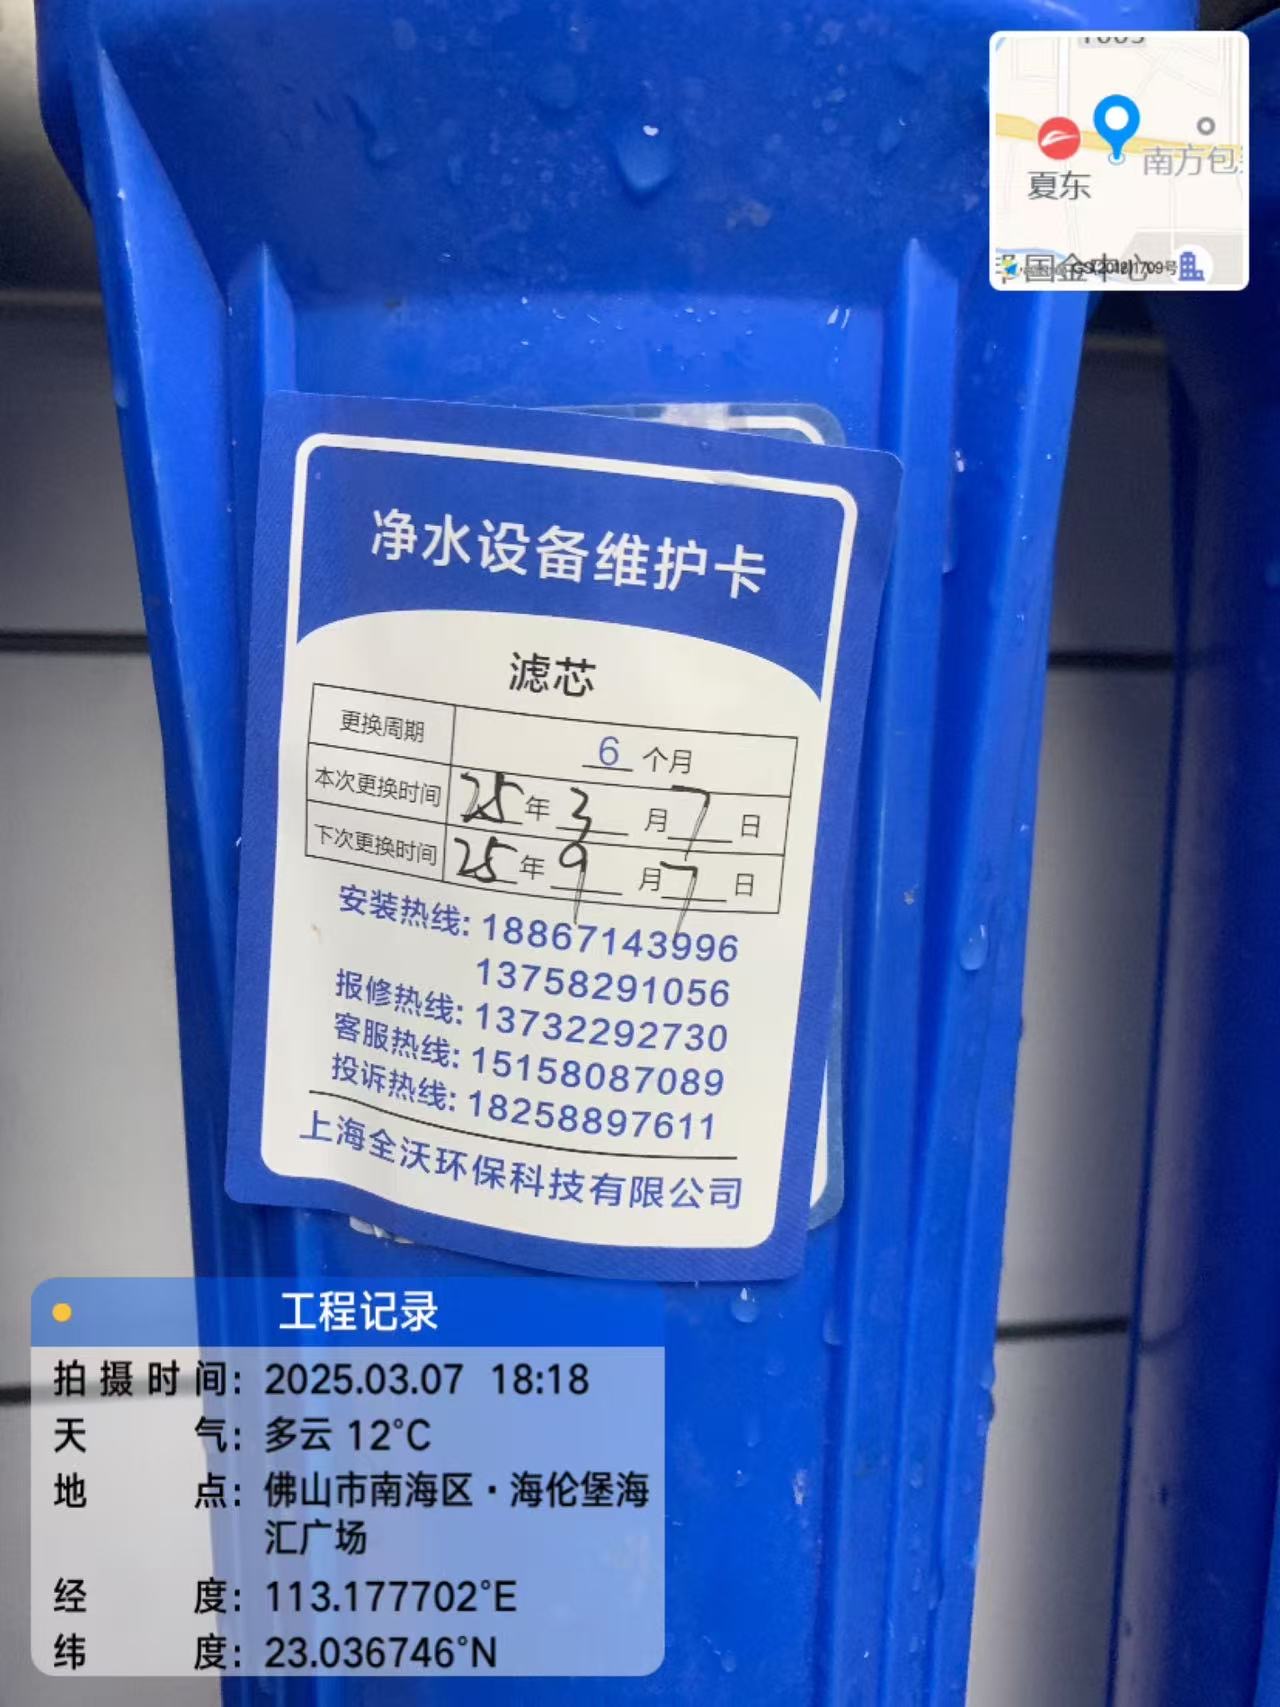 夏东
南方包
国金中心
净水设备维护卡
滤芯
更换周期 6 个月
本次更换时间 25 年 3 月 7 日
下次更换时间 25 年 9 月 7 日
安装热线: 18867143996
13758291056
报修热线: 13732292730
客服热线: 15158087089
投诉热线: 18258897611
上海全沃环保科技有限公司
工程记录
拍摄时间: 2025.03.07 18:18
天气: 多云 12°C
地点: 佛山市南海区·海伦堡海
汇广场
经度: 113.177702°E
纬度: 23.036746°N